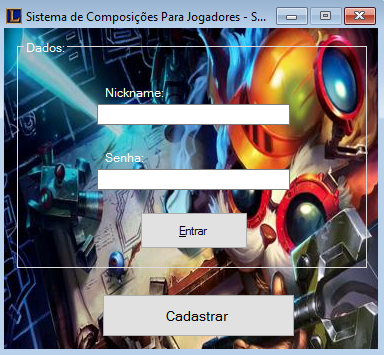 Sistema de Composições Para Jogadores - S...
Dados:
Nickname:
Senha:
Entrar
Cadastrar